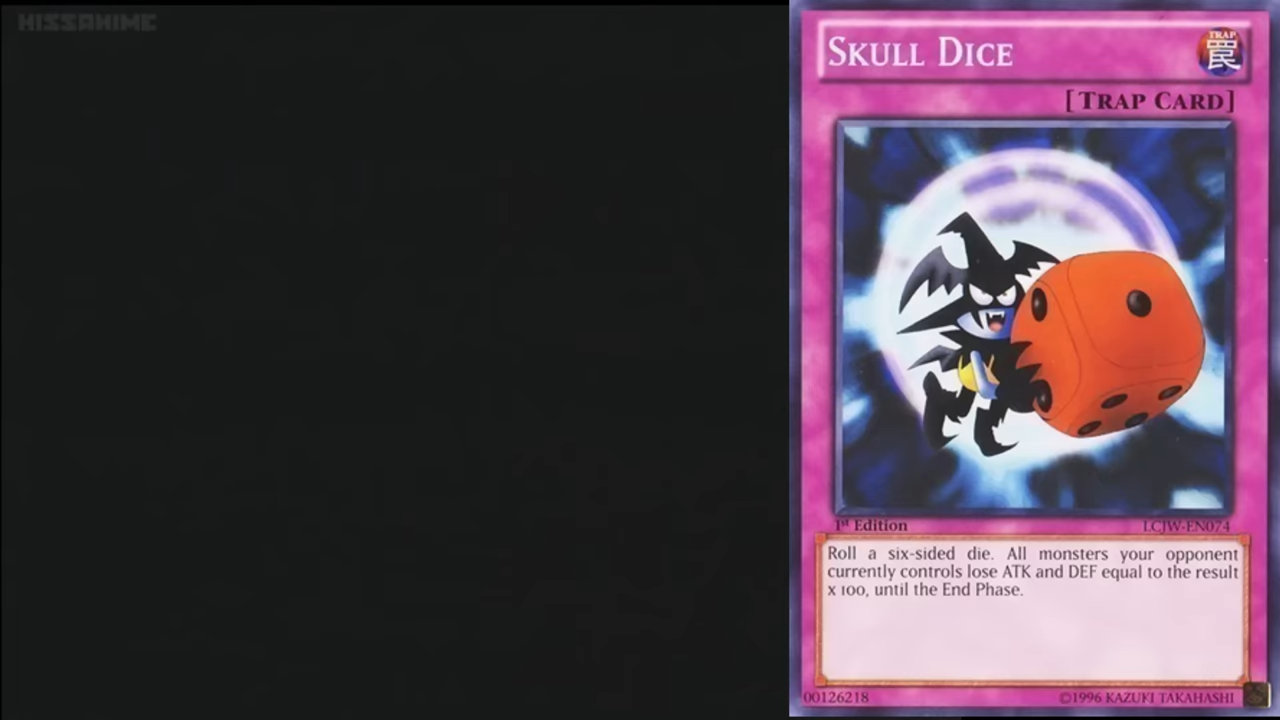 KISSANIME
SKULL DICE
TRAP
罠
[TRAP CARD]
1st Edition
LCJW-EN074
Roll a six-sided die. All monsters your opponent
currently controls lose ATK and DEF equal to the result
x 100, until the End Phase.
00126218
©1996 KAZUKI TAKAHASHI